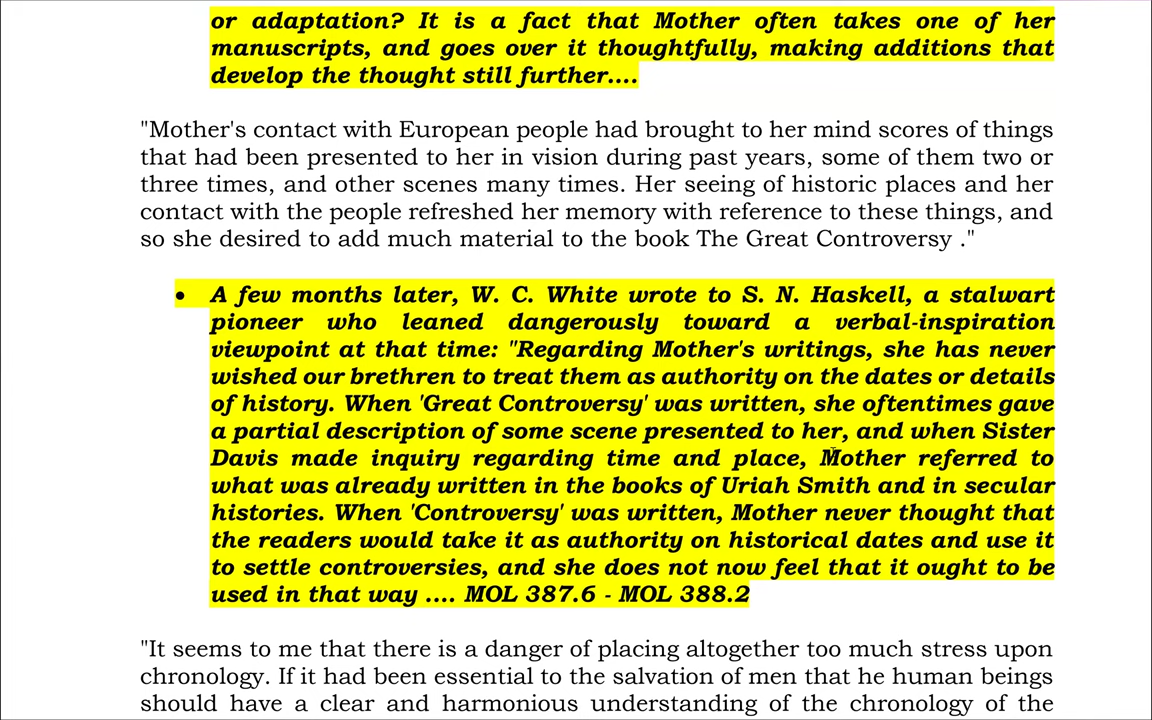 or adaptation? It is a fact that Mother often takes one of her
manuscripts, and goes over it thoughtfully, making additions that
develop the thought still further....
"Mother's contact with European people had brought to her mind scores of things
that had been presented to her in vision during past years, some of them two or
three times, and other scenes many times. Her seeing of historic places and her
contact with the people refreshed her memory with reference to these things, and
so she desired to add much material to the book The Great Controversy ."
• A few months later, W. C. White wrote to S. N. Haskell, a stalwart
pioneer who leaned dangerously toward a verbal-inspiration
viewpoint at that time: "Regarding Mother's writings, she has never
wished our brethren to treat them as authority on the dates or details
of history. When 'Great Controversy' was written, she oftentimes gave
a partial description of some scene presented to her, and when Sister
Davis made inquiry regarding time and place, Mother referred to
what was already written in the books of Uriah Smith and in secular
histories. When 'Controversy' was written, Mother never thought that
the readers would take it as authority on historical dates and use it
to settle controversies, and she does not now feel that it ought to be
used in that way .... MOL 387.6 - MOL 388.2
"It seems to me that there is a danger of placing altogether too much stress upon
chronology. If it had been essential to the salvation of men that he human beings
should have a clear and harmonious understanding of the chronology of the